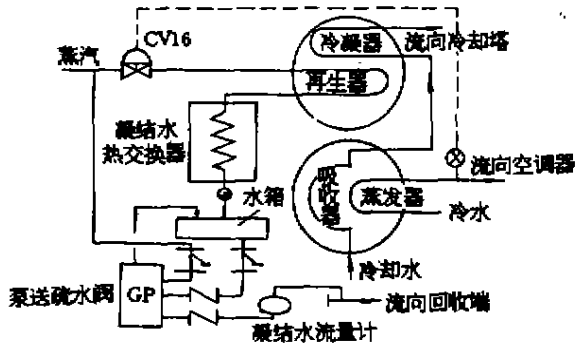 CV16
蒸汽
冷凝器
流向冷却塔
再生器
凝结水
热交换器
吸收器
流向空调器
水箱
蒸发器
冷水
冷却水
泵送疏水阀
GP
流向回收端
凝结水流量计